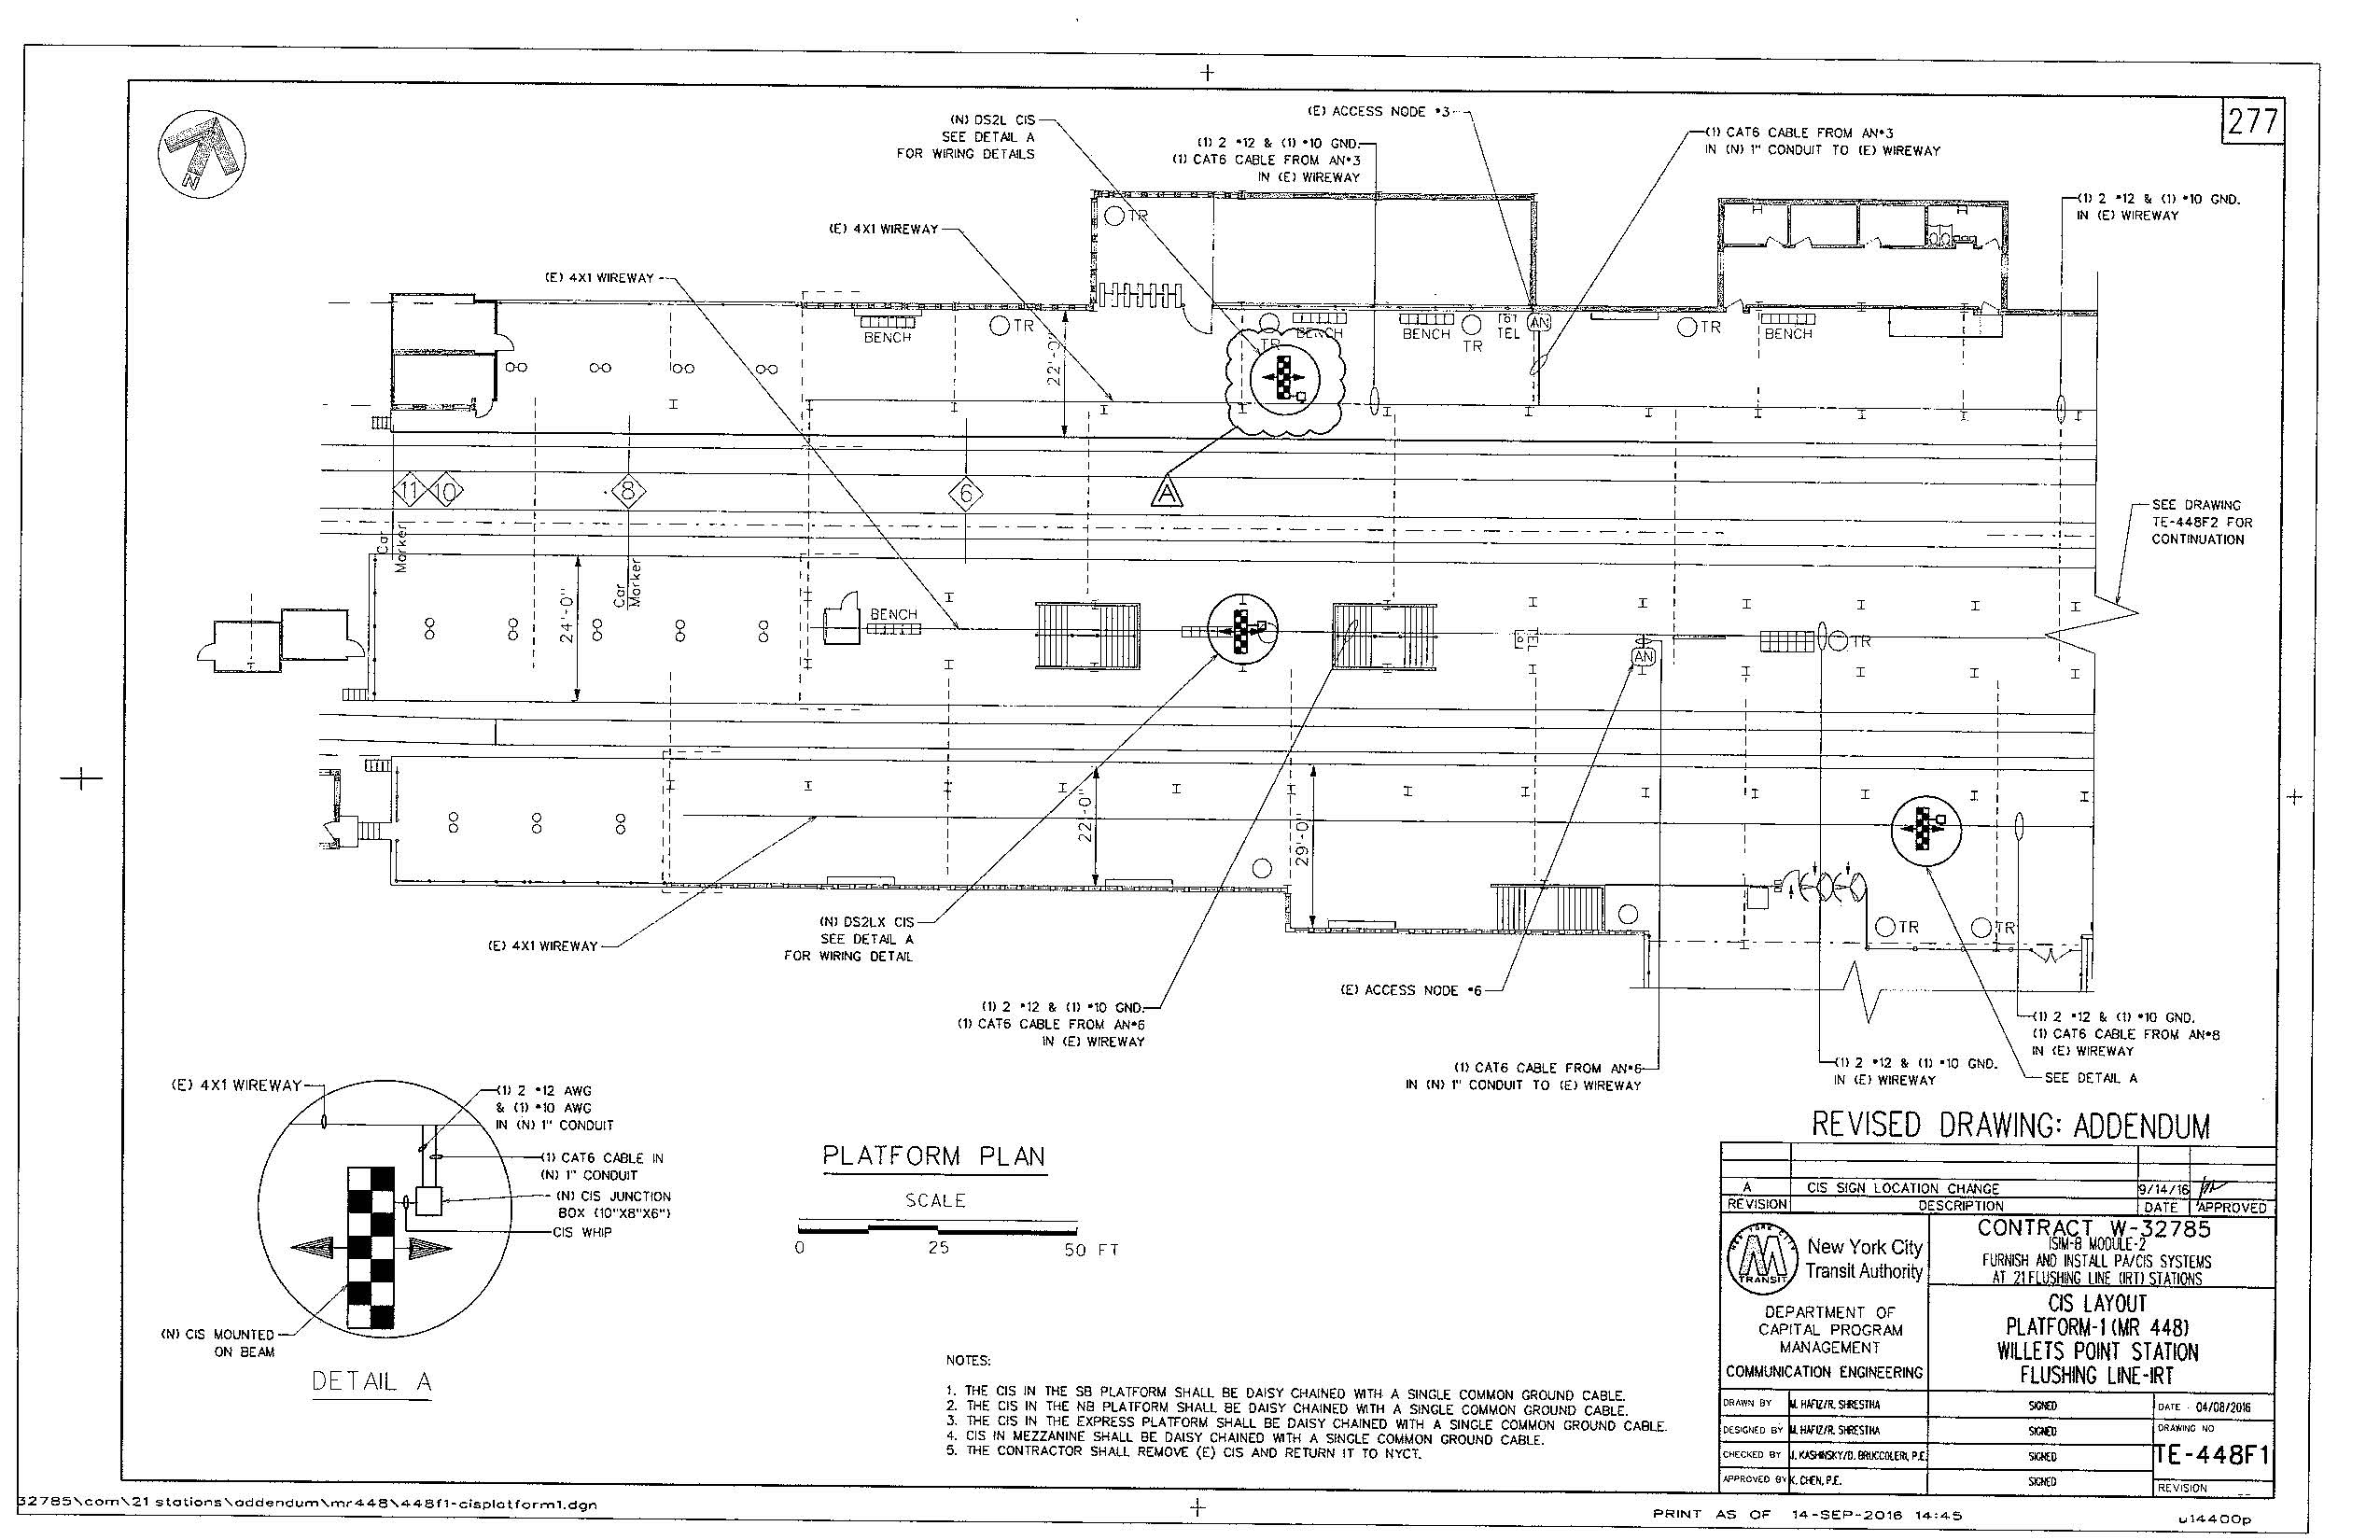 277
N
(N) DS2L CIS
SEE DETAIL A
FOR WIRING DETAILS
(E) ACCESS NODE #3
(1) 2 #12 & (1) #10 GND.
(1) CAT6 CABLE FROM AN#3
IN (E) WIREWAY
(1) CAT6 CABLE FROM AN#3
IN (N) 1" CONDUIT TO (E) WIREWAY
(1) 2 #12 & (1) #10 GND.
IN (E) WIREWAY
(E) 4X1 WIREWAY
(E) 4X1 WIREWAY
TR
BENCH
TR
22'-0"
TR
BENCH
BENCH
TR
TEL
AN
TR
BENCH
11
10
8
6
A
Car
Marker
Car
Marker
SEE DRAWING
TE-448F2 FOR
CONTINUATION
24'-0"
BENCH
TEL
AN
TR
22'-0"
29'-0"
TR
TR
(E) 4X1 WIREWAY
(N) DS2LX CIS
SEE DETAIL A
FOR WIRING DETAIL
(1) 2 #12 & (1) #10 GND.
(1) CAT6 CABLE FROM AN#6
IN (E) WIREWAY
(E) ACCESS NODE #6
(1) CAT6 CABLE FROM AN#6
IN (N) 1" CONDUIT TO (E) WIREWAY
(1) 2 #12 & (1) #10 GND.
IN (E) WIREWAY
(1) 2 #12 & (1) #10 GND.
(1) CAT6 CABLE FROM AN#8
IN (E) WIREWAY
SEE DETAIL A
(E) 4X1 WIREWAY
(1) 2 #12 AWG
& (1) #10 AWG
IN (N) 1" CONDUIT
(1) CAT6 CABLE IN
(N) 1" CONDUIT
(N) CIS JUNCTION
BOX (10"X8"X6")
CIS WHIP
(N) CIS MOUNTED
ON BEAM
DETAIL A
PLATFORM PLAN
SCALE
0 25 50 FT
NOTES:
1. THE CIS IN THE SB PLATFORM SHALL BE DAISY CHAINED WITH A SINGLE COMMON GROUND CABLE.
2. THE CIS IN THE NB PLATFORM SHALL BE DAISY CHAINED WITH A SINGLE COMMON GROUND CABLE.
3. THE CIS IN THE EXPRESS PLATFORM SHALL BE DAISY CHAINED WITH A SINGLE COMMON GROUND CABLE.
4. CIS IN MEZZANINE SHALL BE DAISY CHAINED WITH A SINGLE COMMON GROUND CABLE.
5. THE CONTRACTOR SHALL REMOVE (E) CIS AND RETURN IT TO NYCT.
REVISED DRAWING: ADDENDUM
A CIS SIGN LOCATION CHANGE 9/14/16
REVISION DESCRIPTION DATE APPROVED
NEW YORK CITY TRANSIT
New York City
Transit Authority
DEPARTMENT OF
CAPITAL PROGRAM
MANAGEMENT
COMMUNICATION ENGINEERING
CONTRACT W-32785
ISIM-B MODULE-2
FURNISH AND INSTALL PA/CIS SYSTEMS
AT 21 FLUSHING LINE (IRT) STATIONS
CIS LAYOUT
PLATFORM-1 (MR 448)
WILLETS POINT STATION
FLUSHING LINE-IRT
DRAWN BY M. HAFIZ/R. SHRESTHA SIGNED DATE - 04/08/2016
DESIGNED BY M. HAFIZ/R. SHRESTHA SIGNED DRAWING NO
CHECKED BY J. KASHINSKY/D. BRUCCOLERI, P.E. SIGNED TE-448F1
APPROVED BY K. CHEN, P.E. SIGNED REVISION --
32785\com\21 stations\addendum\mr448\448f1-cisplatform1.dgn
PRINT AS OF 14-SEP-2016 14:45
u14400p